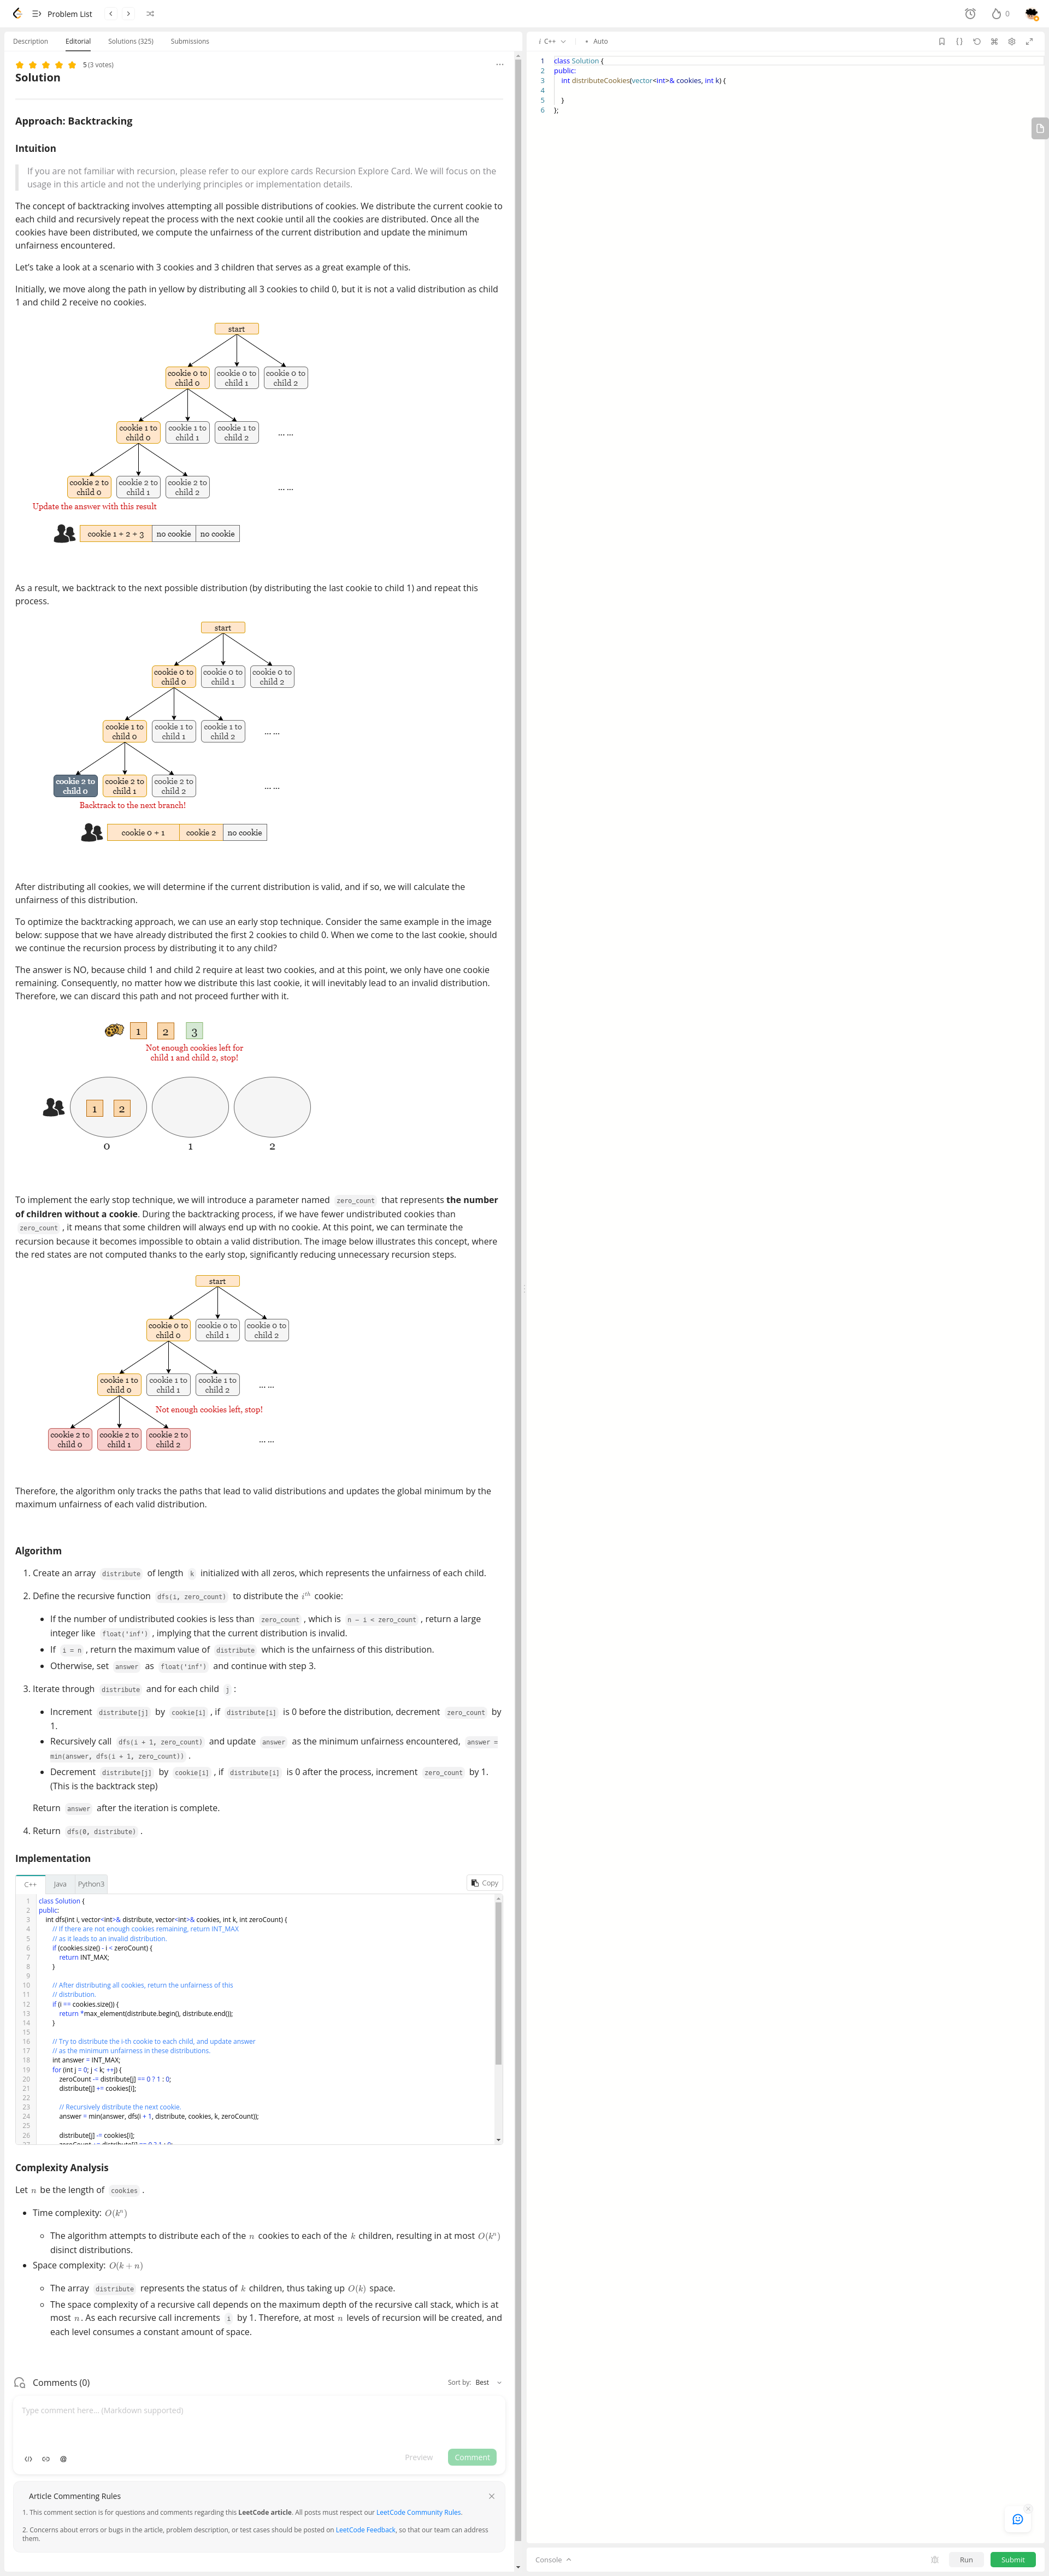 Problem List
0
Description
Editorial
Solutions (325)
Submissions
5 (3 votes)
Solution
Approach: Backtracking
Intuition
If you are not familiar with recursion, please refer to our explore cards Recursion Explore Card. We will focus on the
usage in this article and not the underlying principles or implementation details.
The concept of backtracking involves attempting all possible distributions of cookies. We distribute the current cookie to
each child and recursively repeat the process with the next cookie until all the cookies are distributed. Once all the
cookies have been distributed, we compute the unfairness of the current distribution and update the minimum
unfairness encountered.
Let's take a look at a scenario with 3 cookies and 3 children that serves as a great example of this.
Initially, we move along the path in yellow by distributing all 3 cookies to child 0, but it is not a valid distribution as child
1 and child 2 receive no cookies.
start
cookie 0 to child 0
cookie 0 to child 1
cookie 0 to child 2
cookie 1 to child 0
cookie 1 to child 1
cookie 1 to child 2
... ...
cookie 2 to child 0
cookie 2 to child 1
cookie 2 to child 2
... ...
Update the answer with this result
cookie 1 + 2 + 3
no cookie
no cookie
As a result, we backtrack to the next possible distribution (by distributing the last cookie to child 1) and repeat this
process.
start
cookie 0 to child 0
cookie 0 to child 1
cookie 0 to child 2
cookie 1 to child 0
cookie 1 to child 1
cookie 1 to child 2
... ...
cookie 2 to child 0
cookie 2 to child 1
cookie 2 to child 2
... ...
Backtrack to the next branch!
cookie 0 + 1
cookie 2
no cookie
After distributing all cookies, we will determine if the current distribution is valid, and if so, we will calculate the
unfairness of this distribution.
To optimize the backtracking approach, we can use an early stop technique. Consider the same example in the image
below: suppose that we have already distributed the first 2 cookies to child 0. When we come to the last cookie, should
we continue the recursion process by distributing it to any child?
The answer is NO, because child 1 and child 2 require at least two cookies, and at this point, we only have one cookie
remaining. Consequently, no matter how we distribute this last cookie, it will inevitably lead to an invalid distribution.
Therefore, we can discard this path and not proceed further with it.
1 2 3
Not enough cookies left for
child 1 and child 2, stop!
1 2
0 1 2
To implement the early stop technique, we will introduce a parameter named zero_count that represents the number
of children without a cookie. During the backtracking process, if we have fewer undistributed cookies than
zero_count , it means that some children will always end up with no cookie. At this point, we can terminate the
recursion because it becomes impossible to obtain a valid distribution. The image below illustrates this concept, where
the red states are not computed thanks to the early stop, significantly reducing unnecessary recursion steps.
start
cookie 0 to child 0
cookie 0 to child 1
cookie 0 to child 2
cookie 1 to child 0
cookie 1 to child 1
cookie 1 to child 2
... ...
Not enough cookies left, stop!
cookie 2 to child 0
cookie 2 to child 1
cookie 2 to child 2
... ...
Therefore, the algorithm only tracks the paths that lead to valid distributions and updates the global minimum by the
maximum unfairness of each valid distribution.
Algorithm
1. Create an array distribute of length k initialized with all zeros, which represents the unfairness of each child.
2. Define the recursive function dfs(i, zero_count) to distribute the i^th cookie:
• If the number of undistributed cookies is less than zero_count , which is n - i < zero_count , return a large
integer like float('inf') , implying that the current distribution is invalid.
• If i = n , return the maximum value of distribute which is the unfairness of this distribution.
• Otherwise, set answer as float('inf') and continue with step 3.
3. Iterate through distribute and for each child j :
• Increment distribute[j] by cookie[i] , if distribute[i] is 0 before the distribution, decrement zero_count by
1.
• Recursively call dfs(i + 1, zero_count) and update answer as the minimum unfairness encountered, answer =
min(answer, dfs(i + 1, zero_count)) .
• Decrement distribute[j] by cookie[i] , if distribute[i] is 0 after the process, increment zero_count by 1.
(This is the backtrack step)
Return answer after the iteration is complete.
4. Return dfs(0, distribute) .
Implementation
C++
Java
Python3
Copy
1 class Solution {
2 public:
3 int dfs(int i, vector<int>& distribute, vector<int>& cookies, int k, int zeroCount) {
4 // If there are not enough cookies remaining, return INT_MAX
5 // as it leads to an invalid distribution.
6 if (cookies.size() - i < zeroCount) {
7 return INT_MAX;
8 }
9
10 // After distributing all cookies, return the unfairness of this
11 // distribution.
12 if (i == cookies.size()) {
13 return *max_element(distribute.begin(), distribute.end());
14 }
15
16 // Try to distribute the i-th cookie to each child, and update answer
17 // as the minimum unfairness in these distributions.
18 int answer = INT_MAX;
19 for (int j = 0; j < k; ++j) {
20 zeroCount -= distribute[j] == 0 ? 1 : 0;
21 distribute[j] += cookies[i];
22
23 // Recursively distribute the next cookie.
24 answer = min(answer, dfs(i + 1, distribute, cookies, k, zeroCount));
25
26 distribute[j] -= cookies[i];
Complexity Analysis
Let n be the length of cookies .
• Time complexity: O(k^n)
The algorithm attempts to distribute each of the n cookies to each of the k children, resulting in at most O(k^n)
disinct distributions.
• Space complexity: O(k + n)
The array distribute represents the status of k children, thus taking up O(k) space.
The space complexity of a recursive call depends on the maximum depth of the recursive call stack, which is at
most n. As each recursive call increments i by 1. Therefore, at most n levels of recursion will be created, and
each level consumes a constant amount of space.
Comments (0)
Sort by: Best
Type comment here... (Markdown supported)
Preview
Comment
Article Commenting Rules
1. This comment section is for questions and comments regarding this LeetCode article. All posts must respect our LeetCode Community Rules.
2. Concerns about errors or bugs in the article, problem description, or test cases should be posted on LeetCode Feedback, so that our team can address
them.
i C++
• Auto
1 class Solution {
2 public:
3 int distributeCookies(vector<int>& cookies, int k) {
4
5 }
6 };
Console
Run
Submit